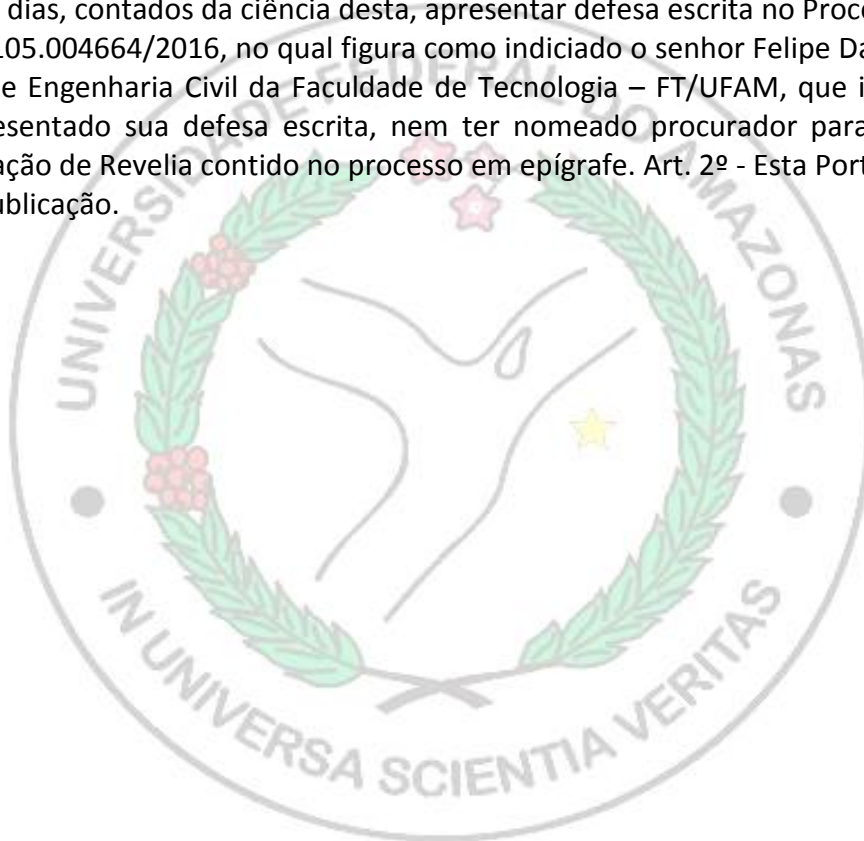 dias, contados da ciência desta, apresentar defesa escrita no Proce
105.004664/2016, no qual figura como indiciado o senhor Felipe Da
e Engenharia Civil da Faculdade de Tecnologia – FT/UFAM, que i
esentado sua defesa escrita, nem ter nomeado procurador para
ação de Revelia contido no processo em epígrafe. Art. 2º - Esta Port
ublicação.
UNIVERSIDADE FEDERAL DO AMAZONAS
IN UNIVERSA SCIENTIA VERITAS